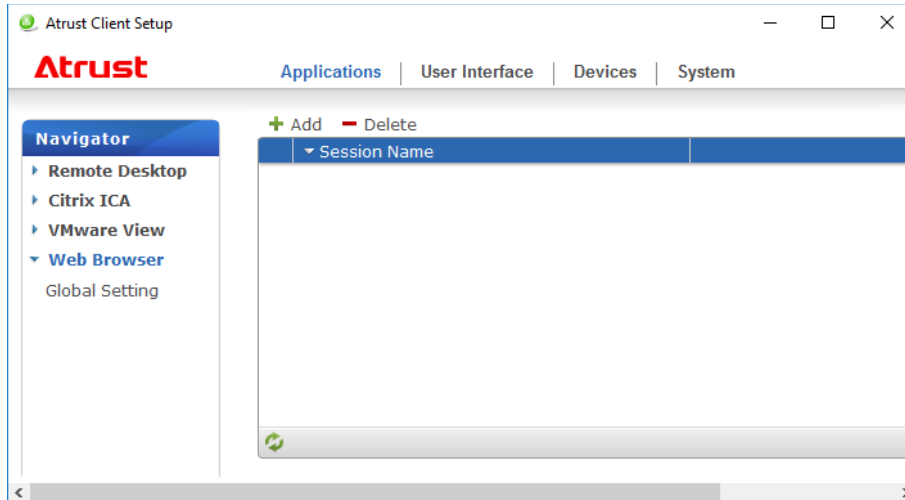 Atrust Client Setup
Atrust
Applications User Interface Devices System
Add Delete
Navigator
Session Name
Remote Desktop
Citrix ICA
VMware View
Web Browser
Global Setting